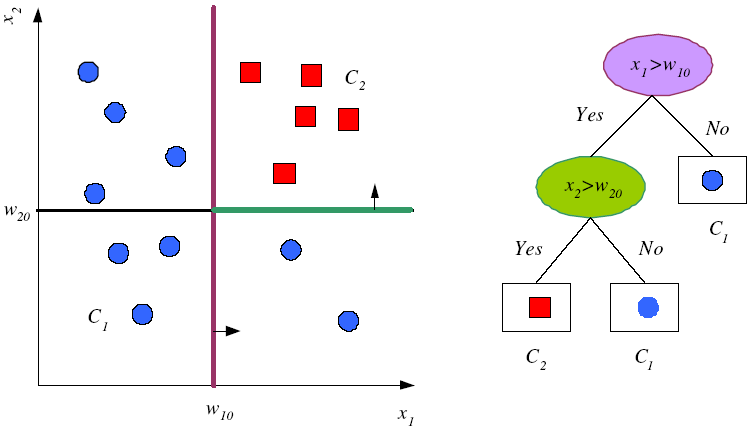 x₂
C₂
w₂₀
C₁
w₁₀
x₁
x₁>w₁₀
Yes
No
x₂>w₂₀
C₁
Yes
No
C₂
C₁